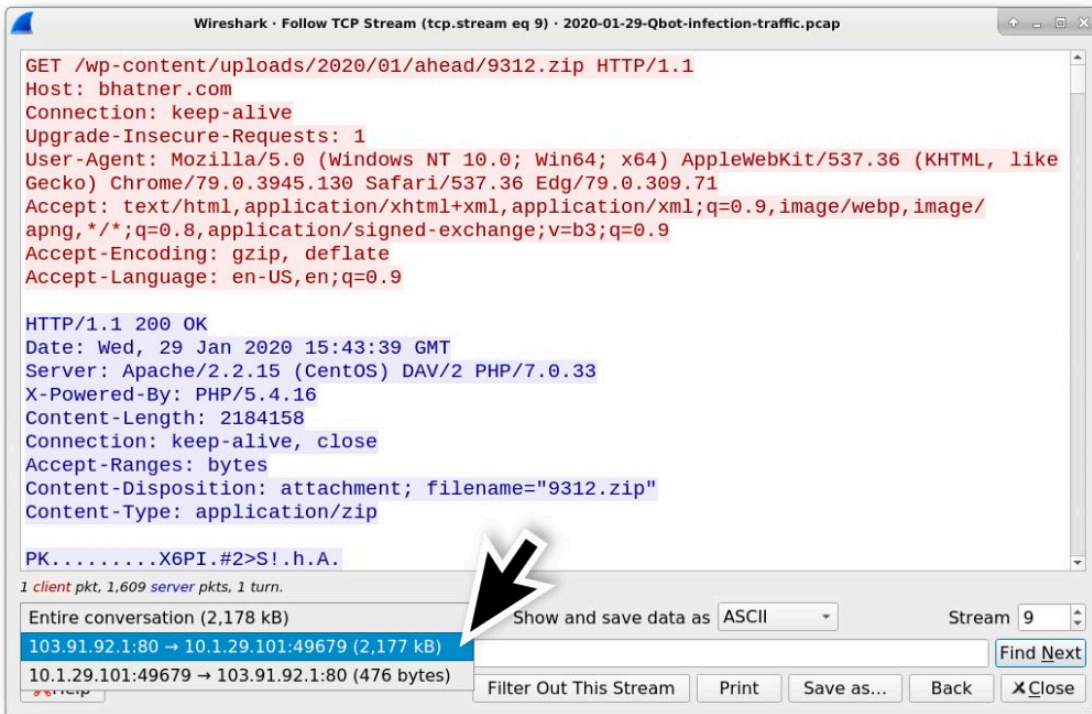 Wireshark · Follow TCP Stream (tcp.stream eq 9) · 2020-01-29-Qbot-infection-traffic.pcap
GET /wp-content/uploads/2020/01/ahead/9312.zip HTTP/1.1
Host: bhatner.com
Connection: keep-alive
Upgrade-Insecure-Requests: 1
User-Agent: Mozilla/5.0 (Windows NT 10.0; Win64; x64) AppleWebKit/537.36 (KHTML, like
Gecko) Chrome/79.0.3945.130 Safari/537.36 Edg/79.0.309.71
Accept: text/html,application/xhtml+xml,application/xml;q=0.9,image/webp,image/
apng,*/*;q=0.8,application/signed-exchange;v=b3;q=0.9
Accept-Encoding: gzip, deflate
Accept-Language: en-US,en;q=0.9
HTTP/1.1 200 OK
Date: Wed, 29 Jan 2020 15:43:39 GMT
Server: Apache/2.2.15 (CentOS) DAV/2 PHP/7.0.33
X-Powered-By: PHP/5.4.16
Content-Length: 2184158
Connection: keep-alive, close
Accept-Ranges: bytes
Content-Disposition: attachment; filename="9312.zip"
Content-Type: application/zip
PK.........X6PI.#2>S!.h.A.
1 client pkt, 1,609 server pkts, 1 turn.
Entire conversation (2,178 kB) Show and save data as ASCII Stream 9
103.91.92.1:80 → 10.1.29.101:49679 (2,177 kB) Find Next
10.1.29.101:49679 → 103.91.92.1:80 (476 bytes)
Help Filter Out This Stream Print Save as... Back Close